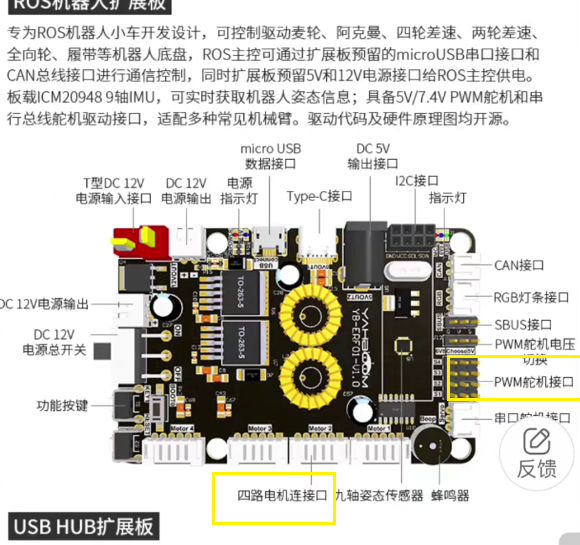 ROS机器人扩展板
专为ROS机器人小车开发设计，可控制驱动麦轮、阿克曼、四轮差速、两轮差速、
全向轮、履带等机器人底盘，ROS主控可通过扩展板预留的microUSB串口接口和
CAN总线接口进行通信控制，同时扩展板预留5V和12V电源接口给ROS主控供电。
板载ICM20948 9轴IMU，可实时获取机器人姿态信息；具备5V/7.4V PWM舵机和串
行总线舵机驱动接口，适配多种常见机械臂。驱动代码及硬件原理图均开源。
micro USB
数据接口
DC 5V
输出接口
T型DC 12V
电源输入接口
DC 12V
电源输出
电源
指示灯
Type-C接口
I2C接口
指示灯
CAN接口
RGB灯条接口
SBUS接口
PWM舵机电压
切换
PWM舵机接口
串口舵机接口
DC 12V电源输出
DC 12V
电源总开关
功能按键
TO-263-5
TO-263-5
YAHBOOM
YB-ERF01-V1.0
5VOUT1
5VOUT2
GND VCC SCL SDA
ON
Beep
Motor 4
Motor 3
Motor 2
Motor 1
四路电机连接口
九轴姿态传感器
蜂鸣器
反馈
USB HUB扩展板